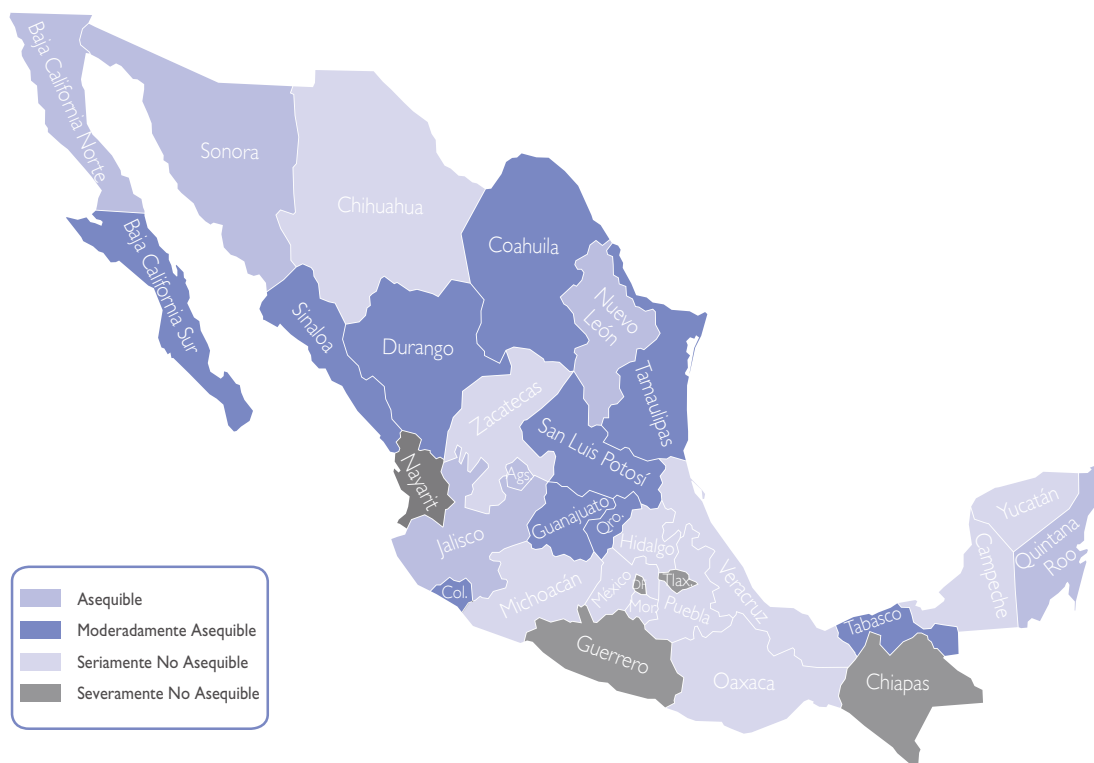 Baja California Norte
Sonora
Chihuahua
Coahuila
Baja California Sur
Sinaloa
Durango
Nuevo
León
Tamaulipas
Zacatecas
San Luis Potosí
Nayarit
Ags.
Guanajuato
Qro.
Jalisco
Hidalgo
Yucatán
Quintana
Roo
Campeche
Col.
Michoacán
México
DF
Tlax.
Mor.
Puebla
Veracruz
Tabasco
Guerrero
Oaxaca
Chiapas
Asequible
Moderadamente Asequible
Seriamente No Asequible
Severamente No Asequible